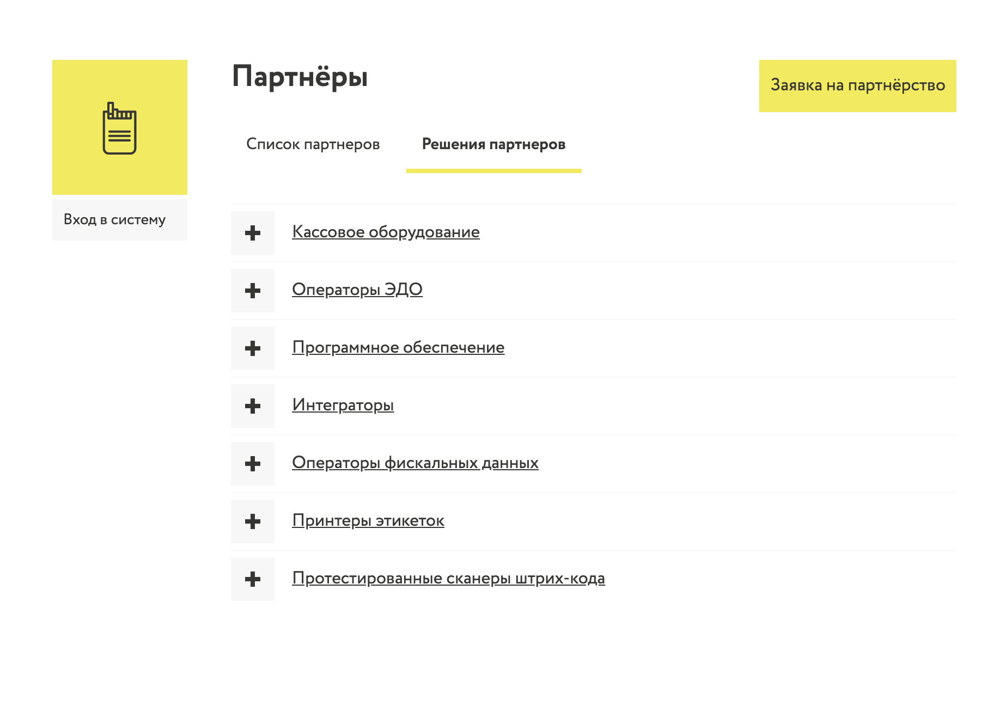 Партнёры
Заявка на партнёрство
Список партнеров
Решения партнеров
Вход в систему
Кассовое оборудование
Операторы ЭДО
Программное обеспечение
Интеграторы
Операторы фискальных данных
Принтеры этикеток
Протестированные сканеры штрих-кода